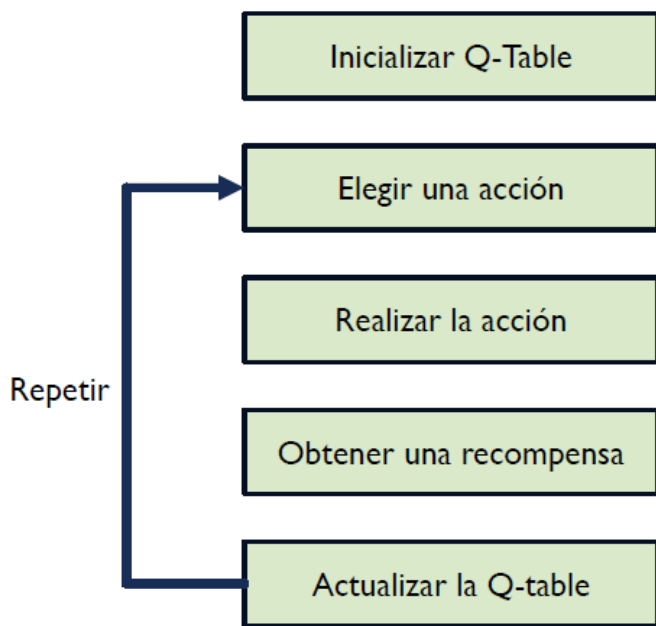 Inicializar Q-Table
Elegir una acción
Realizar la acción
Repetir
Obtener una recompensa
Actualizar la Q-table